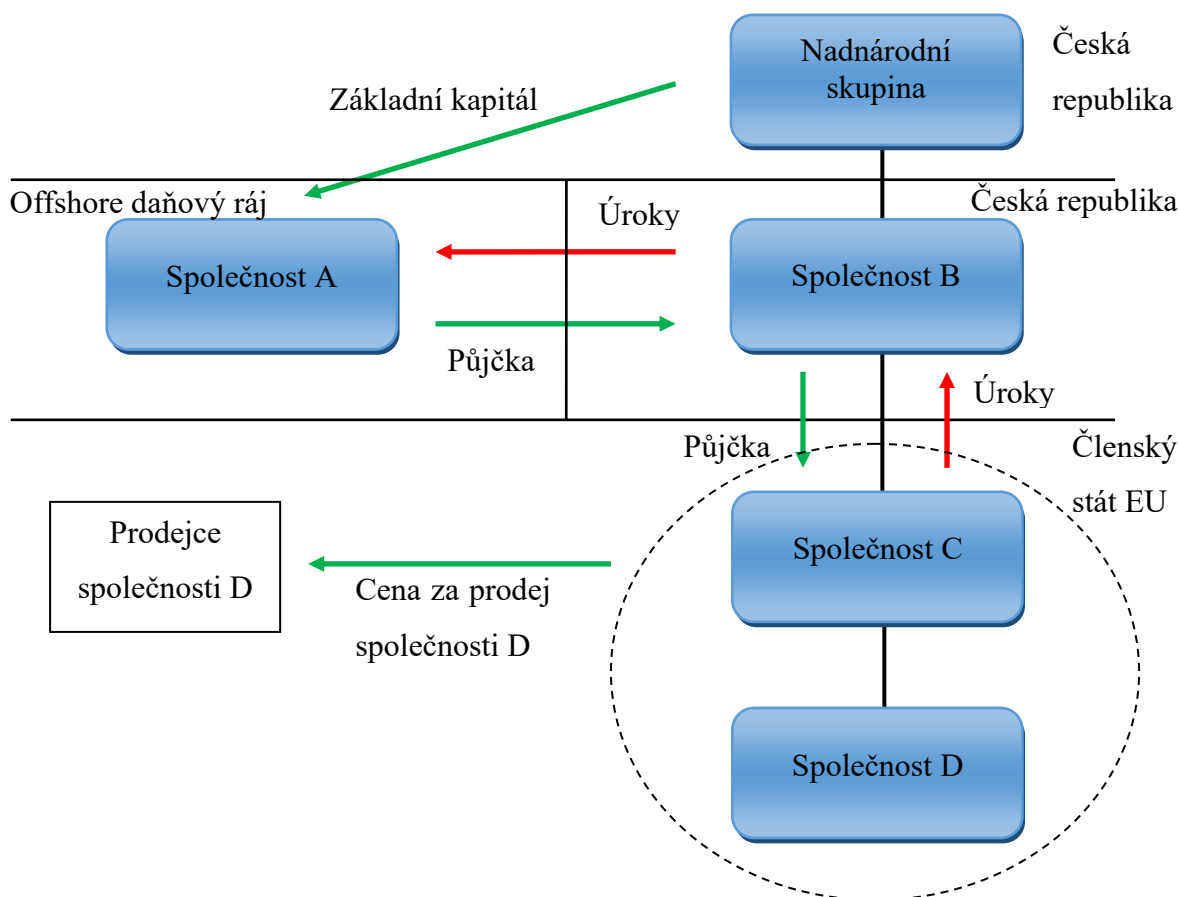 Nadnárodní
skupina
Česká
republika
Základní kapitál
Offshore daňový ráj
Úroky
Česká republika
Společnost A
Společnost B
Půjčka
Úroky
Půjčka
Členský
stát EU
Prodejce
společnosti D
Společnost C
Cena za prodej
společnosti D
Společnost D